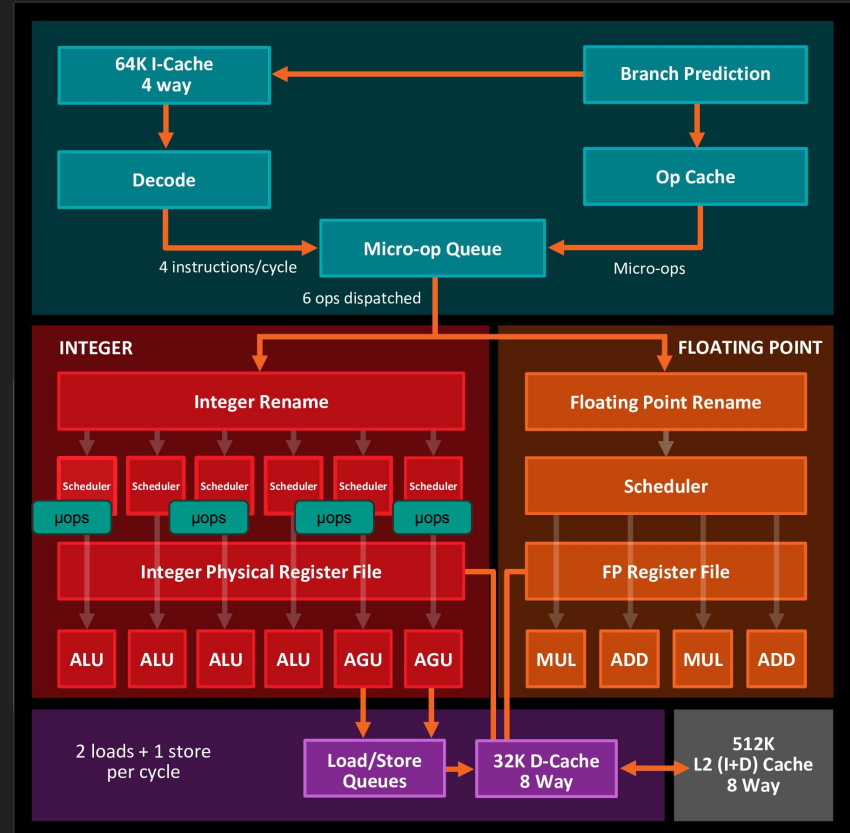 64K I-Cache
4 way
Branch Prediction
Decode
Op Cache
Micro-op Queue
4 instructions/cycle
Micro-ops
6 ops dispatched
INTEGER
FLOATING POINT
Integer Rename
Floating Point Rename
Scheduler
Scheduler
Scheduler
Scheduler
Scheduler
Scheduler
Scheduler
µops
µops
µops
µops
Integer Physical Register File
FP Register File
ALU
ALU
ALU
ALU
AGU
AGU
MUL
ADD
MUL
ADD
2 loads + 1 store
per cycle
Load/Store
Queues
32K D-Cache
8 Way
512K
L2 (I+D) Cache
8 Way